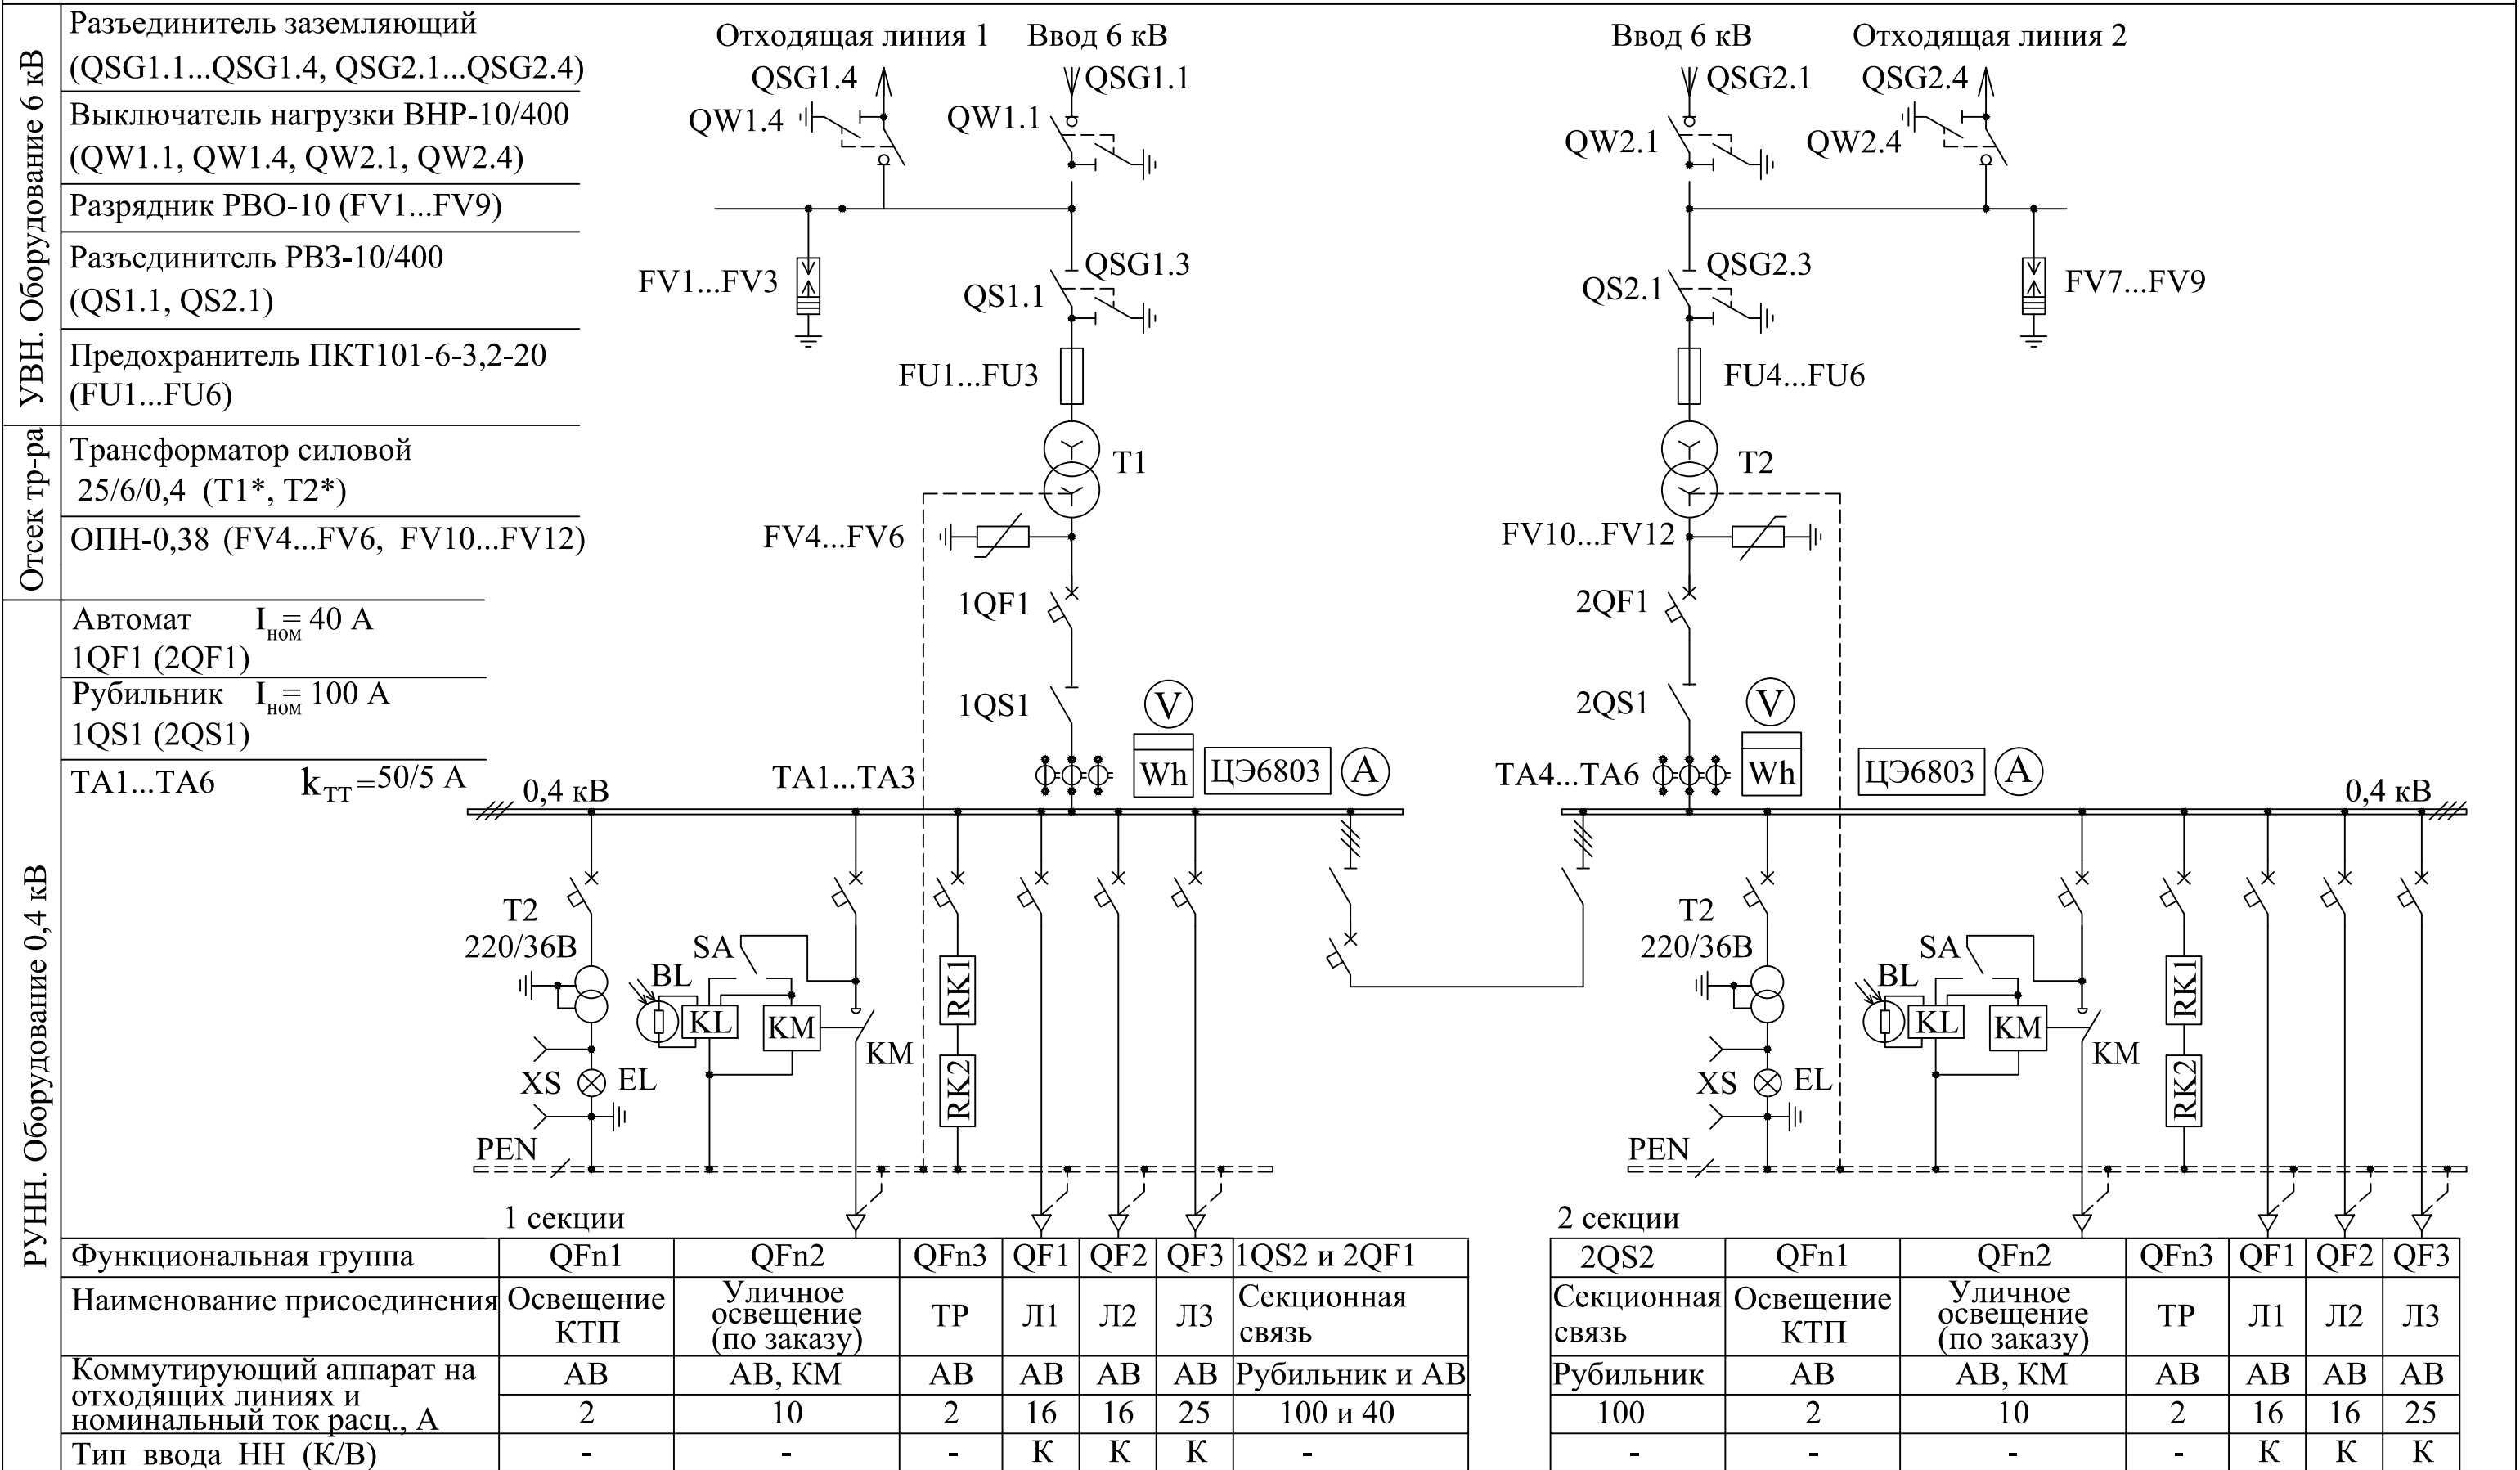 УВН. Оборудование 6 кВ
Разъединитель заземляющий
(QSG1.1...QSG1.4, QSG2.1...QSG2.4)
Выключатель нагрузки ВНР-10/400
(QW1.1, QW1.4, QW2.1, QW2.4)
Разрядник РВО-10 (FV1...FV9)
Разъединитель РВЗ-10/400
(QS1.1, QS2.1)
Предохранитель ПКТ101-6-3,2-20
(FU1...FU6)
Отсек тр-ра
Трансформатор силовой
25/6/0,4 (Т1*, Т2*)
ОПН-0,38 (FV4...FV6, FV10...FV12)
РУНН. Оборудование 0,4 кВ
Автомат Iном = 40 А
1QF1 (2QF1)
Рубильник Iном = 100 А
1QS1 (2QS1)
ТА1...ТА6 kТТ = 50/5 А
Отходящая линия 1
Ввод 6 кВ
QSG1.4
QSG1.1
QW1.4
QW1.1
FV1...FV3
QSG1.3
QS1.1
FU1...FU3
Т1
FV4...FV6
1QF1
1QS1
V
Wh
ЦЭ6803
A
ТА1...ТА3
0,4 кВ
Ввод 6 кВ
Отходящая линия 2
QSG2.1
QSG2.4
QW2.1
QW2.4
QSG2.3
QS2.1
FV7...FV9
FU4...FU6
Т2
FV10...FV12
2QF1
2QS1
V
ТА4...ТА6
Wh
ЦЭ6803
A
0,4 кВ
Т2
220/36В
SA
BL
KL
KM
KM
RK1
RK2
XS
EL
PEN
1 секции
Т2
220/36В
SA
BL
KL
KM
KM
RK1
RK2
XS
EL
PEN
2 секции
Функциональная группа QFn1 QFn2 QFn3 QF1 QF2 QF3 1QS2 и 2QF1 2QS2 QFn1 QFn2 QFn3 QF1 QF2 QF3
Наименование присоединения
Освещение
КТП
Уличное
освещение
(по заказу)
ТР
Л1
Л2
Л3
Секционная
связь
Секционная
связь
Освещение
КТП
Уличное
освещение
(по заказу)
ТР
Л1
Л2
Л3
Коммутирующий аппарат на
отходящих линиях и
номинальный ток расц., А
АВ АВ, КМ АВ АВ АВ АВ Рубильник и АВ Рубильник АВ АВ, КМ АВ АВ АВ АВ
2 10 2 16 16 25 100 и 40 100 2 10 2 16 16 25
Тип ввода НН (К/В) - - - К К К - - - - - К К К